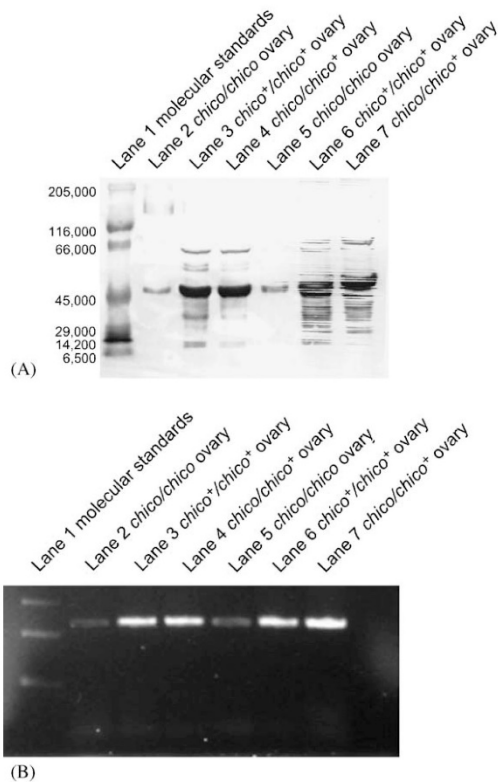 Lane 1 molecular standards
Lane 2 chico/chico ovary
Lane 3 chico⁺/chico⁺ ovary
Lane 4 chico/chico⁺ ovary
Lane 5 chico/chico ovary
Lane 6 chico⁺/chico⁺ ovary
Lane 7 chico/chico⁺ ovary
205,000
116,000
66,000
45,000
29,000
14,200
6,500
(A)
Lane 1 molecular standards
Lane 2 chico/chico ovary
Lane 3 chico⁺/chico⁺ ovary
Lane 4 chico/chico⁺ ovary
Lane 5 chico/chico ovary
Lane 6 chico⁺/chico⁺ ovary
Lane 7 chico/chico⁺ ovary
(B)